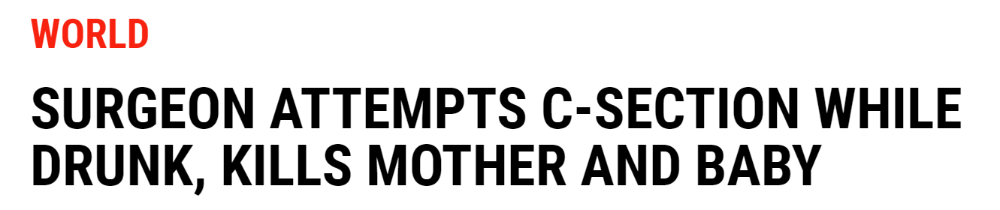 WORLD
SURGEON ATTEMPTS C-SECTION WHILE
DRUNK, KILLS MOTHER AND BABY